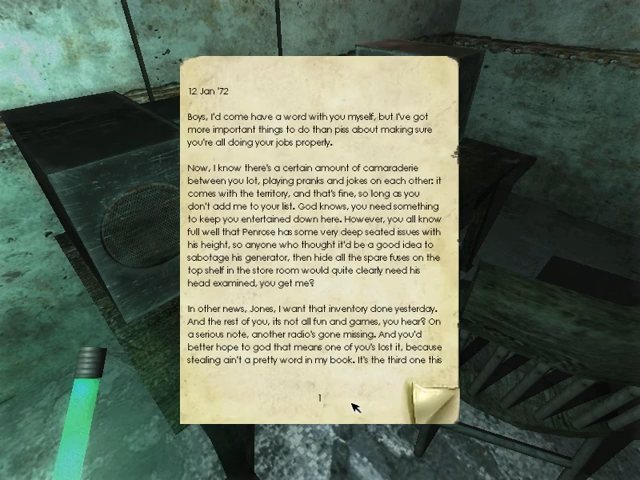 12 Jan '72
Boys, I'd come have a word with you myself, but I've got
more important things to do than piss about making sure
you're all doing your jobs properly.
Now, I know there's a certain amount of camaraderie
between you lot, playing pranks and jokes on each other: it
comes with the territory, and that's fine, so long as you
don't add me to your list. God knows, you need something
to keep you entertained down here. However, you all know
full well that Penrose has some very deep seated issues with
his height, so anyone who thought it'd be a good idea to
sabotage his generator, then hide all the spare fuses on the
top shelf in the store room would quite clearly need his
head examined, you get me?
In other news, Jones, I want that inventory done yesterday.
And the rest of you, its not all fun and games, you hear? On
a serious note, another radio's gone missing. And you'd
better hope to god that means one of you's lost it, because
stealing ain't a pretty word in my book. It's the third one this
1